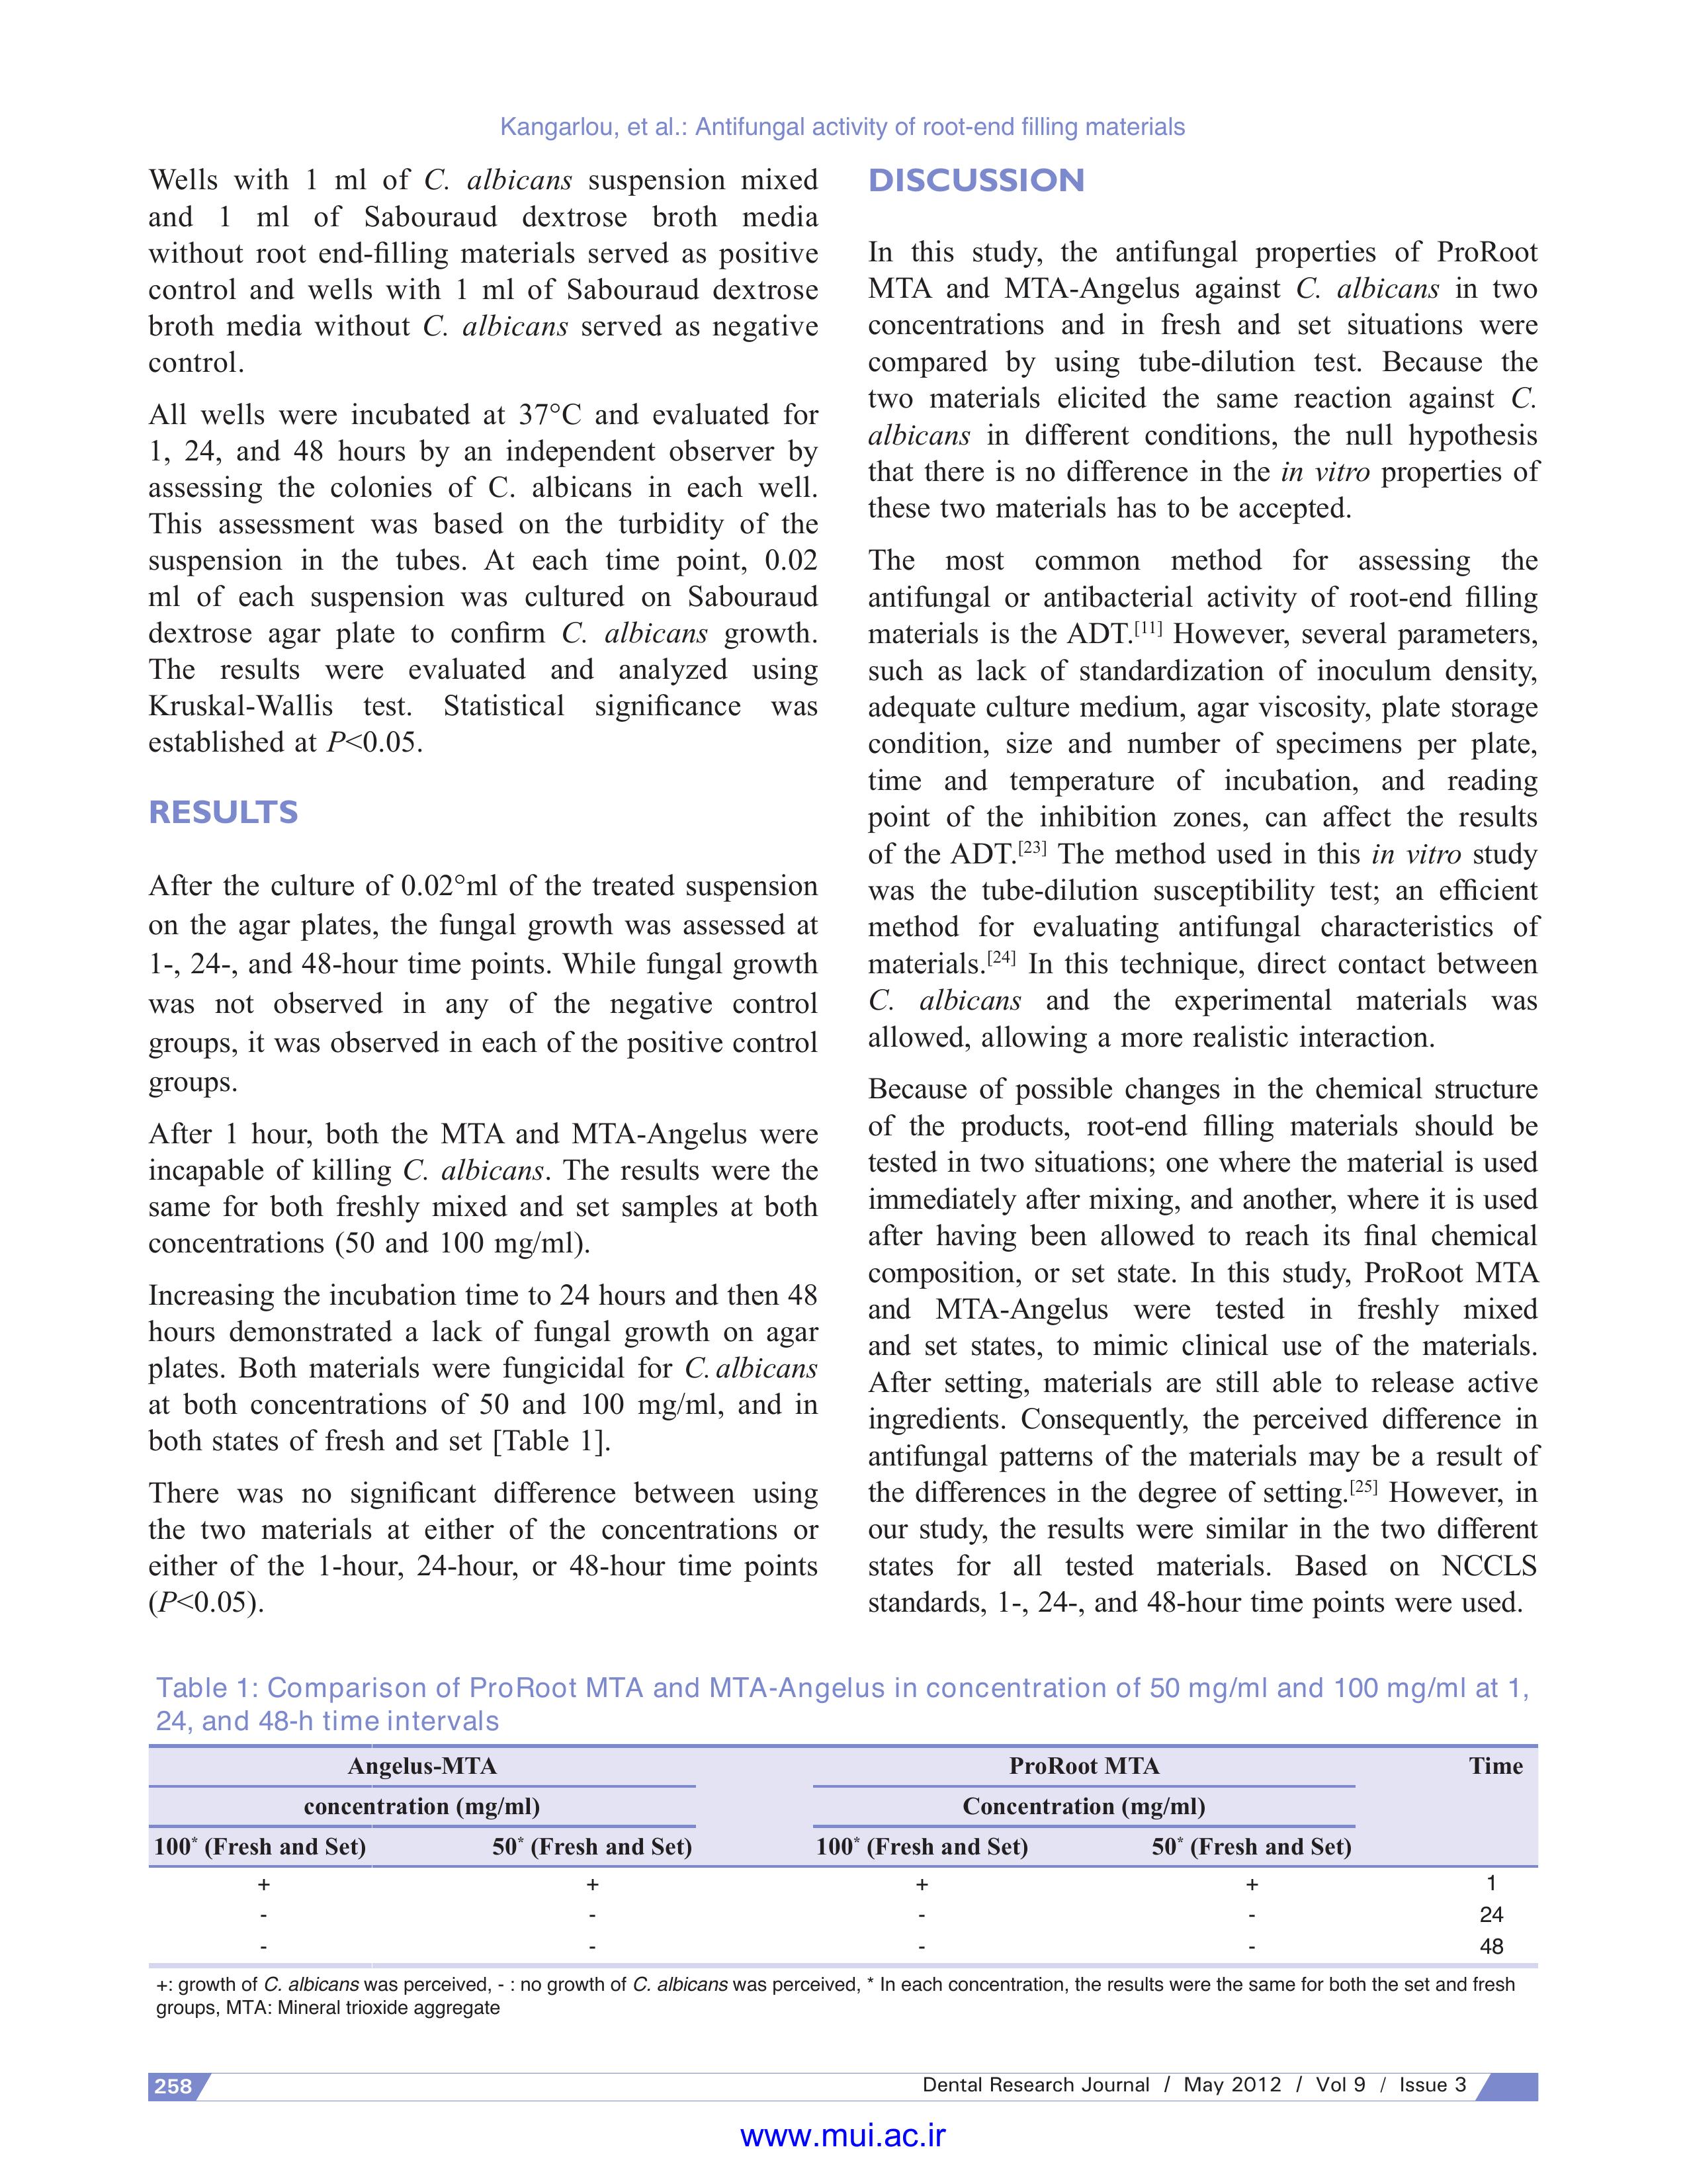 Kangarlou, et al.: Antifungal activity of root-end filling materials
Wells with 1 ml of C. albicans suspension mixed
and 1 ml of Sabouraud dextrose broth media
without root end-filling materials served as positive
control and wells with 1 ml of Sabouraud dextrose
broth media without C. albicans served as negative
control.
All wells were incubated at 37°C and evaluated for
1, 24, and 48 hours by an independent observer by
assessing the colonies of C. albicans in each well.
This assessment was based on the turbidity of the
suspension in the tubes. At each time point, 0.02
ml of each suspension was cultured on Sabouraud
dextrose agar plate to confirm C. albicans growth.
The results were evaluated and analyzed using
Kruskal-Wallis test. Statistical significance was
established at P<0.05.
RESULTS
After the culture of 0.02°ml of the treated suspension
on the agar plates, the fungal growth was assessed at
1-, 24-, and 48-hour time points. While fungal growth
was not observed in any of the negative control
groups, it was observed in each of the positive control
groups.
After 1 hour, both the MTA and MTA-Angelus were
incapable of killing C. albicans. The results were the
same for both freshly mixed and set samples at both
concentrations (50 and 100 mg/ml).
Increasing the incubation time to 24 hours and then 48
hours demonstrated a lack of fungal growth on agar
plates. Both materials were fungicidal for C. albicans
at both concentrations of 50 and 100 mg/ml, and in
both states of fresh and set [Table 1].
There was no significant difference between using
the two materials at either of the concentrations or
either of the 1-hour, 24-hour, or 48-hour time points
(P<0.05).
DISCUSSION
In this study, the antifungal properties of ProRoot
MTA and MTA-Angelus against C. albicans in two
concentrations and in fresh and set situations were
compared by using tube-dilution test. Because the
two materials elicited the same reaction against C.
albicans in different conditions, the null hypothesis
that there is no difference in the in vitro properties of
these two materials has to be accepted.
The most common method for assessing the
antifungal or antibacterial activity of root-end filling
materials is the ADT.[11] However, several parameters,
such as lack of standardization of inoculum density,
adequate culture medium, agar viscosity, plate storage
condition, size and number of specimens per plate,
time and temperature of incubation, and reading
point of the inhibition zones, can affect the results
of the ADT.[23] The method used in this in vitro study
was the tube-dilution susceptibility test; an efficient
method for evaluating antifungal characteristics of
materials.[24] In this technique, direct contact between
C. albicans and the experimental materials was
allowed, allowing a more realistic interaction.
Because of possible changes in the chemical structure
of the products, root-end filling materials should be
tested in two situations; one where the material is used
immediately after mixing, and another, where it is used
after having been allowed to reach its final chemical
composition, or set state. In this study, ProRoot MTA
and MTA-Angelus were tested in freshly mixed
and set states, to mimic clinical use of the materials.
After setting, materials are still able to release active
ingredients. Consequently, the perceived difference in
antifungal patterns of the materials may be a result of
the differences in the degree of setting.[25] However, in
our study, the results were similar in the two different
states for all tested materials. Based on NCCLS
standards, 1-, 24-, and 48-hour time points were used.
Table 1: Comparison of ProRoot MTA and MTA-Angelus in concentration of 50 mg/ml and 100 mg/ml at 1,
24, and 48-h time intervals
Angelus-MTA ProRoot MTA Time
concentration (mg/ml) Concentration (mg/ml)
100* (Fresh and Set) 50* (Fresh and Set) 100* (Fresh and Set) 50* (Fresh and Set)
+ + + + 1
- - - - 24
- - - - 48
+: growth of C. albicans was perceived, - : no growth of C. albicans was perceived, * In each concentration, the results were the same for both the set and fresh
groups, MTA: Mineral trioxide aggregate
258 Dental Research Journal / May 2012 / Vol 9 / Issue 3
www.mui.ac.ir